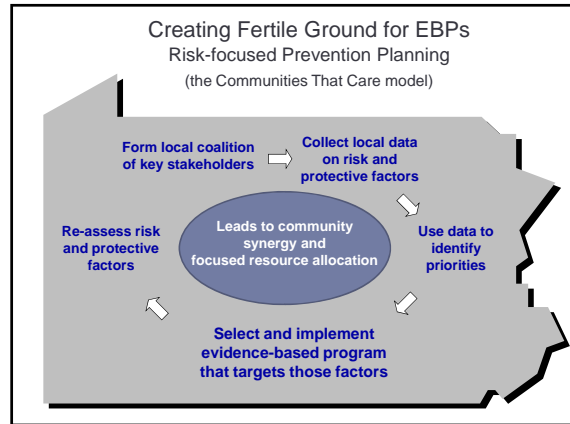 Creating Fertile Ground for EBPs
Risk-focused Prevention Planning
(the Communities That Care model)
Form local coalition
of key stakeholders
Collect local data
on risk and
protective factors
Use data to
identify
priorities
Select and implement
evidence-based program
that targets those factors
Re-assess risk
and protective
factors
Leads to community
synergy and
focused resource allocation